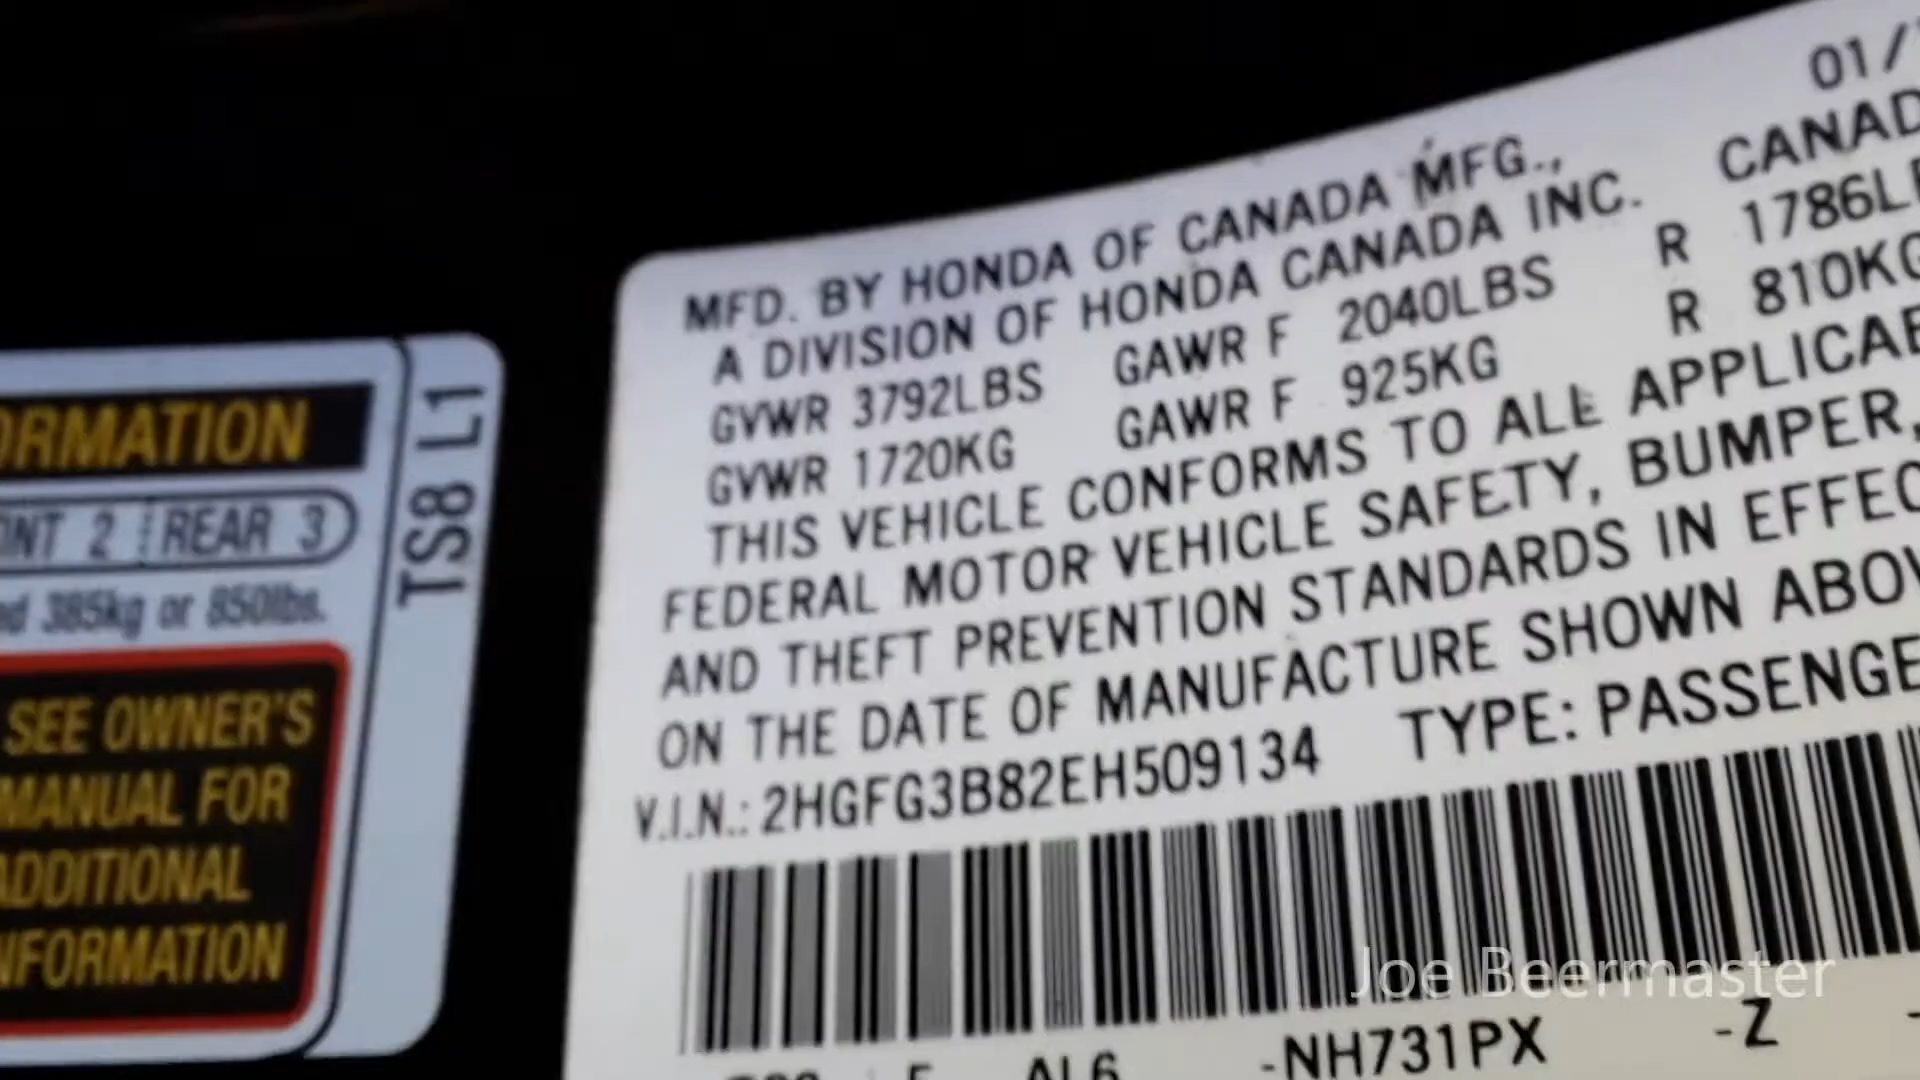 ORMATION
REAR 3
385kg or 850lbs.
SEE OWNER'S
MANUAL FOR
ADDITIONAL
NFORMATION
TS8 L1
01/
MFD. BY HONDA OF CANADA MFG.,
A DIVISION OF HONDA CANADA INC. CANAD
GVWR 3792LBS GAWR F 2040LBS R 1786L
GVWR 1720KG GAWR F 925KG R 810KG
THIS VEHICLE CONFORMS TO ALL APPLICAB
FEDERAL MOTOR VEHICLE SAFETY, BUMPER,
AND THEFT PREVENTION STANDARDS IN EFFEC
ON THE DATE OF MANUFACTURE SHOWN ABOV
V.I.N.: 2HGFG3B82EH509134 TYPE: PASSENGE
-NH731PX -Z
Joe Beermaster